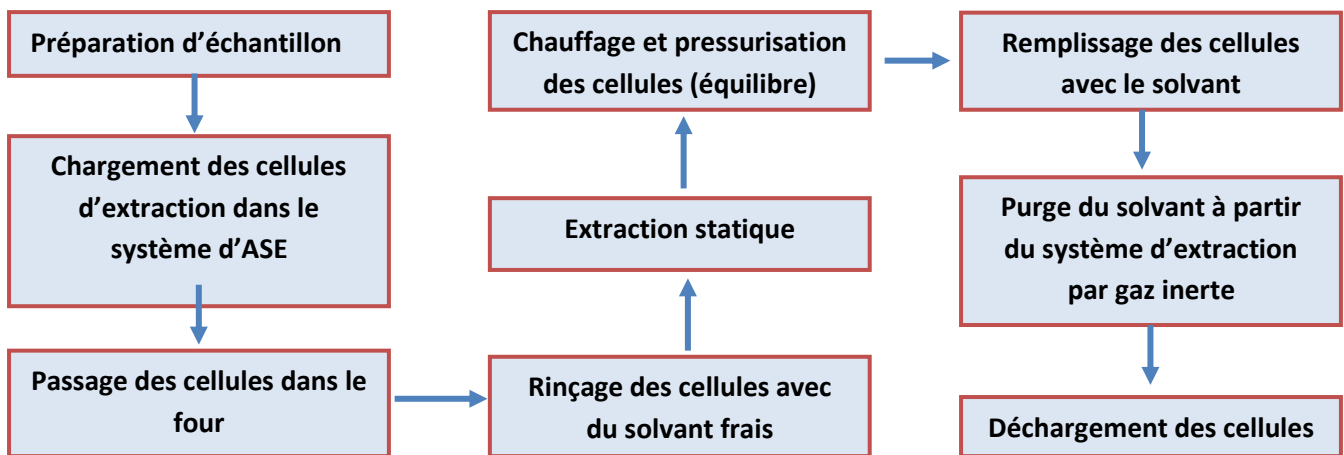 Préparation d’échantillon
Chargement des cellules
d’extraction dans le
système d’ASE
Passage des cellules dans le
four
Rinçage des cellules avec
du solvant frais
Extraction statique
Chauffage et pressurisation
des cellules (équilibre)
Remplissage des cellules
avec le solvant
Purge du solvant à partir
du système d’extraction
par gaz inerte
Déchargement des cellules